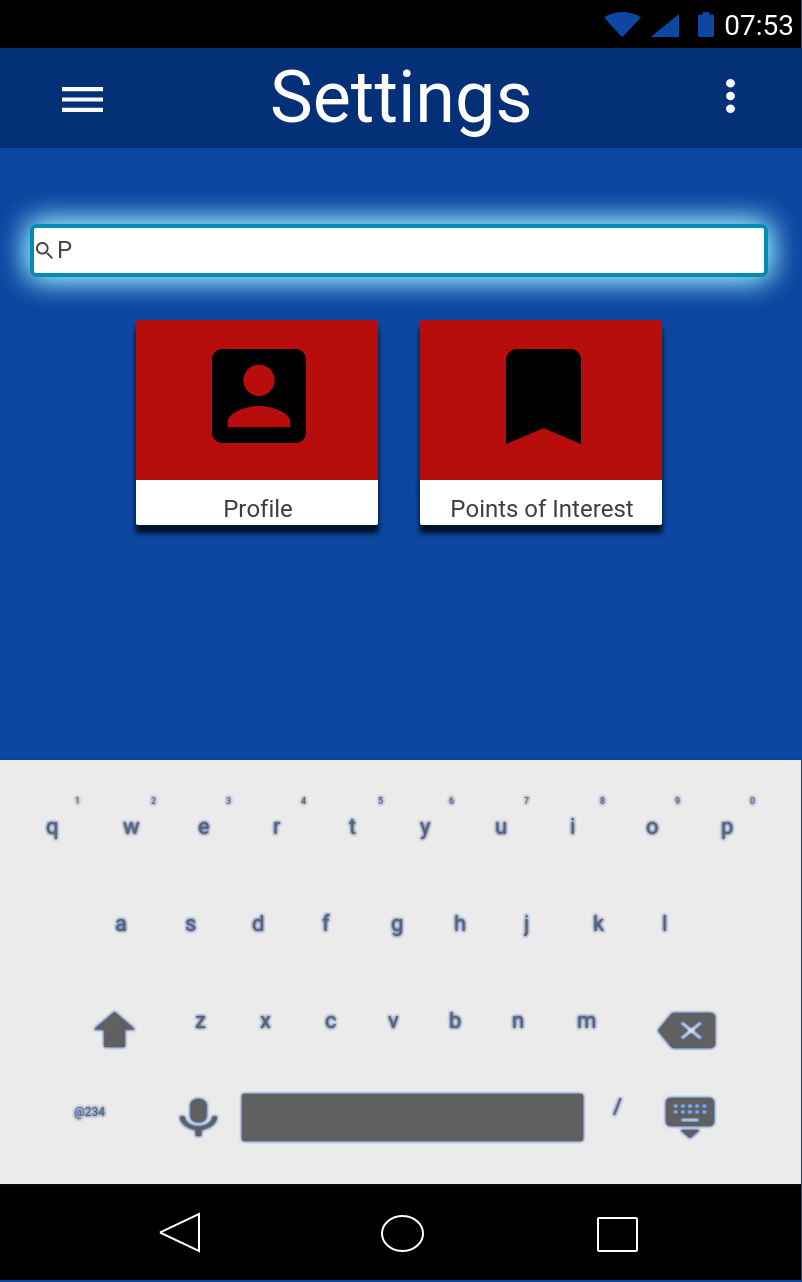 07:53
Settings
P
Profile
Points of Interest
1 2 3 4 5 6 7 8 9 0
q w e r t y u i o p
a s d f g h j k l
z x c v b n m
@234 /